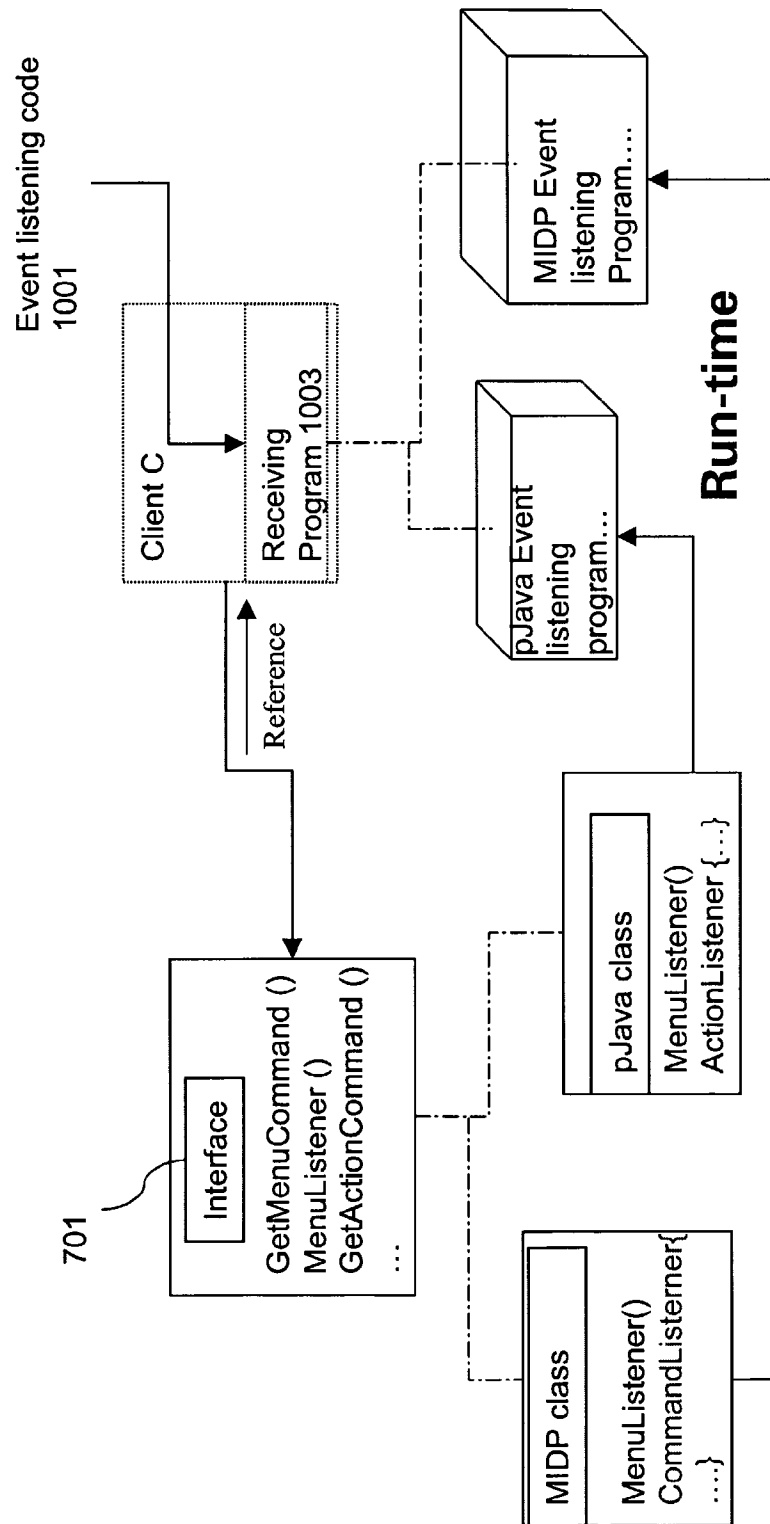 Event listening code
1001
Client C
Receiving
Program 1003
Reference
701
Interface
GetMenuCommand ()
MenuListener ()
GetActionCommand ()
...
MIDP class
MenuListener()
CommandListerner{
....}
pJava class
MenuListener()
ActionListener {...}
pJava Event
listening
program...
MIDP Event
listening
Program....
Run-time